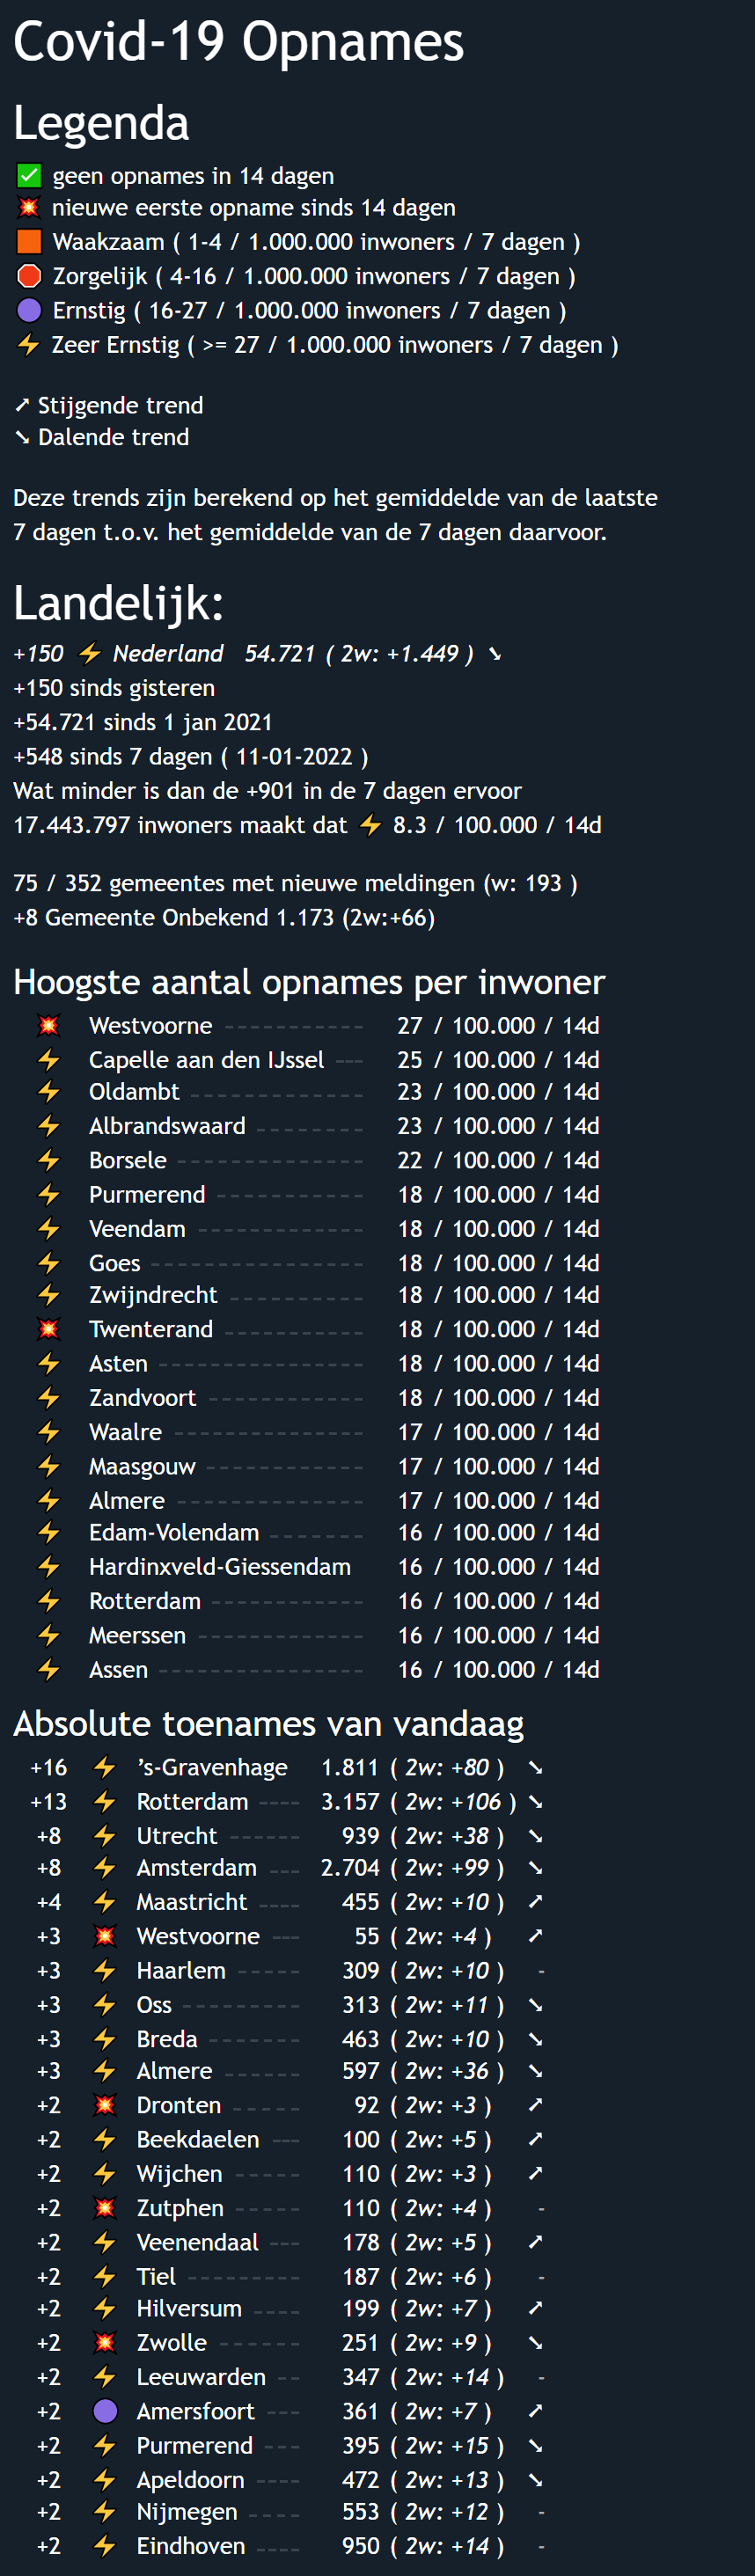 Covid-19 Opnames
Legenda
✅ geen opnames in 14 dagen
💥 nieuwe eerste opname sinds 14 dagen
🟧 Waakzaam ( 1-4 / 1.000.000 inwoners / 7 dagen )
🛑 Zorgelijk ( 4-16 / 1.000.000 inwoners / 7 dagen )
🟣 Ernstig ( 16-27 / 1.000.000 inwoners / 7 dagen )
⚡ Zeer Ernstig ( >= 27 / 1.000.000 inwoners / 7 dagen )
➚ Stijgende trend
➘ Dalende trend
Deze trends zijn berekend op het gemiddelde van de laatste
7 dagen t.o.v. het gemiddelde van de 7 dagen daarvoor.
Landelijk:
+150 ⚡ Nederland 54.721 ( 2w: +1.449 ) ➘
+150 sinds gisteren
+54.721 sinds 1 jan 2021
+548 sinds 7 dagen ( 11-01-2022 )
Wat minder is dan de +901 in de 7 dagen ervoor
17.443.797 inwoners maakt dat ⚡ 8.3 / 100.000 / 14d
75 / 352 gemeentes met nieuwe meldingen (w: 193 )
+8 Gemeente Onbekend 1.173 (2w:+66)
Hoogste aantal opnames per inwoner
💥 Westvoorne ----------- 27 / 100.000 / 14d
⚡ Capelle aan den IJssel --- 25 / 100.000 / 14d
⚡ Oldambt ------------- 23 / 100.000 / 14d
⚡ Albrandswaard -------- 23 / 100.000 / 14d
⚡ Borsele -------------- 22 / 100.000 / 14d
⚡ Purmerend ----------- 18 / 100.000 / 14d
⚡ Veendam ------------ 18 / 100.000 / 14d
⚡ Goes ---------------- 18 / 100.000 / 14d
⚡ Zwijndrecht ---------- 18 / 100.000 / 14d
💥 Twenterand ----------- 18 / 100.000 / 14d
⚡ Asten --------------- 18 / 100.000 / 14d
⚡ Zandvoort ----------- 18 / 100.000 / 14d
⚡ Waalre -------------- 17 / 100.000 / 14d
⚡ Maasgouw ----------- 17 / 100.000 / 14d
⚡ Almere -------------- 17 / 100.000 / 14d
⚡ Edam-Volendam ------- 16 / 100.000 / 14d
⚡ Hardinxveld-Giessendam 16 / 100.000 / 14d
⚡ Rotterdam ----------- 16 / 100.000 / 14d
⚡ Meerssen ------------ 16 / 100.000 / 14d
⚡ Assen --------------- 16 / 100.000 / 14d
Absolute toenames van vandaag
+16 ⚡ ’s-Gravenhage 1.811 ( 2w: +80 ) ➘
+13 ⚡ Rotterdam ---- 3.157 ( 2w: +106 ) ➘
+8 ⚡ Utrecht ------ 939 ( 2w: +38 ) ➘
+8 ⚡ Amsterdam --- 2.704 ( 2w: +99 ) ➘
+4 ⚡ Maastricht ---- 455 ( 2w: +10 ) ➚
+3 💥 Westvoorne --- 55 ( 2w: +4 ) ➚
+3 ⚡ Haarlem ----- 309 ( 2w: +10 ) -
+3 ⚡ Oss --------- 313 ( 2w: +11 ) ➘
+3 ⚡ Breda ------- 463 ( 2w: +10 ) ➘
+3 ⚡ Almere ------ 597 ( 2w: +36 ) ➘
+2 💥 Dronten ----- 92 ( 2w: +3 ) ➚
+2 ⚡ Beekdaelen --- 100 ( 2w: +5 ) ➚
+2 ⚡ Wijchen ----- 110 ( 2w: +3 ) ➚
+2 💥 Zutphen ----- 110 ( 2w: +4 ) -
+2 ⚡ Veenendaal --- 178 ( 2w: +5 ) ➚
+2 ⚡ Tiel --------- 187 ( 2w: +6 ) -
+2 ⚡ Hilversum ---- 199 ( 2w: +7 ) ➚
+2 💥 Zwolle ------ 251 ( 2w: +9 ) ➘
+2 ⚡ Leeuwarden -- 347 ( 2w: +14 ) -
+2 🟣 Amersfoort --- 361 ( 2w: +7 ) ➚
+2 ⚡ Purmerend --- 395 ( 2w: +15 ) ➘
+2 ⚡ Apeldoorn ---- 472 ( 2w: +13 ) ➘
+2 ⚡ Nijmegen ---- 553 ( 2w: +12 ) -
+2 ⚡ Eindhoven ---- 950 ( 2w: +14 ) -